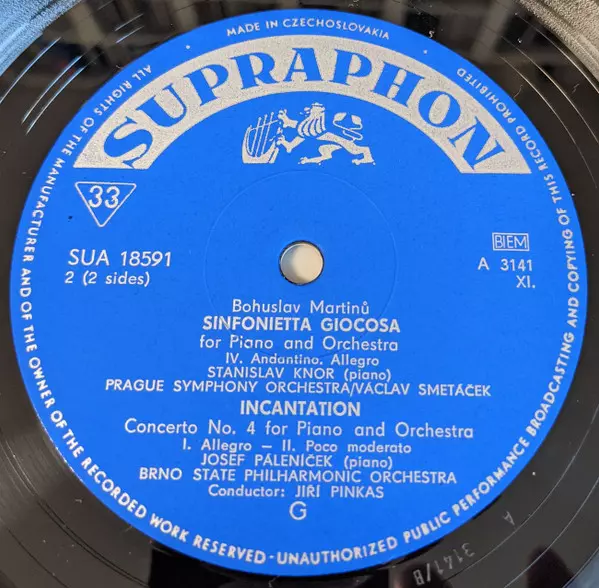 MADE IN CZECHOSLOVAKIA
ALL RIGHTS OF THE MANUFACTURER AND OF THE OWNER OF THE RECORDED WORK RESERVED - UNAUTHORIZED PUBLIC PERFORMANCE BROADCASTING AND COPYING OF THIS RECORD PROHIBITED
SUPRAPHON
33
SUA 18591
2 (2 sides)
BIEM
A 3141
XI.
Bohuslav Martinů
SINFONIETTA GIOCOSA
for Piano and Orchestra
IV. Andantino. Allegro
STANISLAV KNOR (piano)
PRAGUE SYMPHONY ORCHESTRA/VÁCLAV SMETÁČEK
INCANTATION
Concerto No. 4 for Piano and Orchestra
I. Allegro — II. Poco moderato
JOSEF PÁLENÍČEK (piano)
BRNO STATE PHILHARMONIC ORCHESTRA
Conductor: JIŘÍ PINKAS
G
A 3141/B